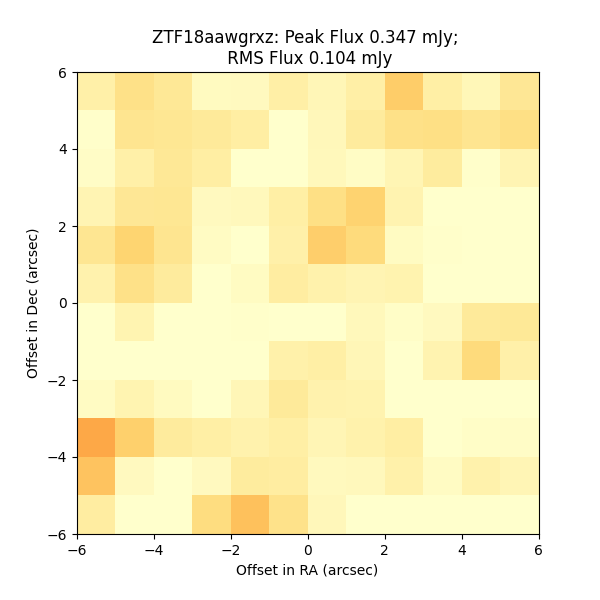 ZTF18aawgrxz: Peak Flux 0.347 mJy;
RMS Flux 0.104 mJy
6
4
2
0
−2
−4
−6
Offset in Dec (arcsec)
−6 −4 −2 0 2 4 6
Offset in RA (arcsec)